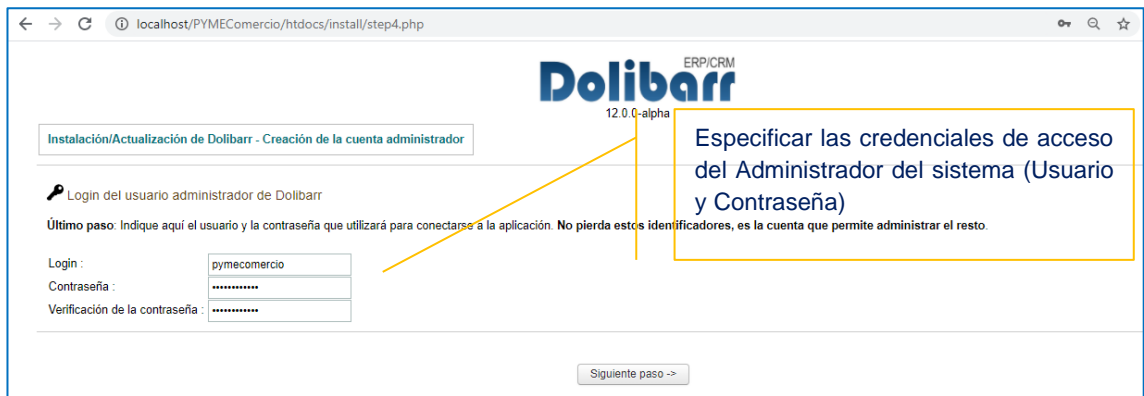 localhost/PYMEComercio/htdocs/install/step4.php
Dolibarr ERP/CRM
12.0.0-alpha
Instalación/Actualización de Dolibarr - Creación de la cuenta administrador
Especificar las credenciales de acceso
del Administrador del sistema (Usuario
y Contraseña)
Login del usuario administrador de Dolibarr
Último paso: Indique aquí el usuario y la contraseña que utilizará para conectarse a la aplicación. No pierda estos identificadores, es la cuenta que permite administrar el resto.
Login : pymecomercio
Contraseña : ••••••••••••
Verificación de la contraseña : ••••••••••••
Siguiente paso ->